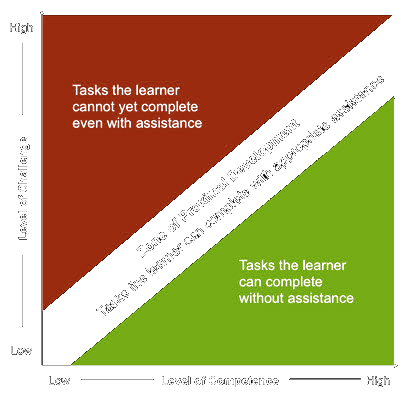 High
Tasks the learner
cannot yet complete
even with assistance
Zone of Proximal Development
Tasks the learner can complete with appropriate assistance
Level of Challenge
Tasks the learner
can complete
without assistance
Low
Low
Level of Competence
High